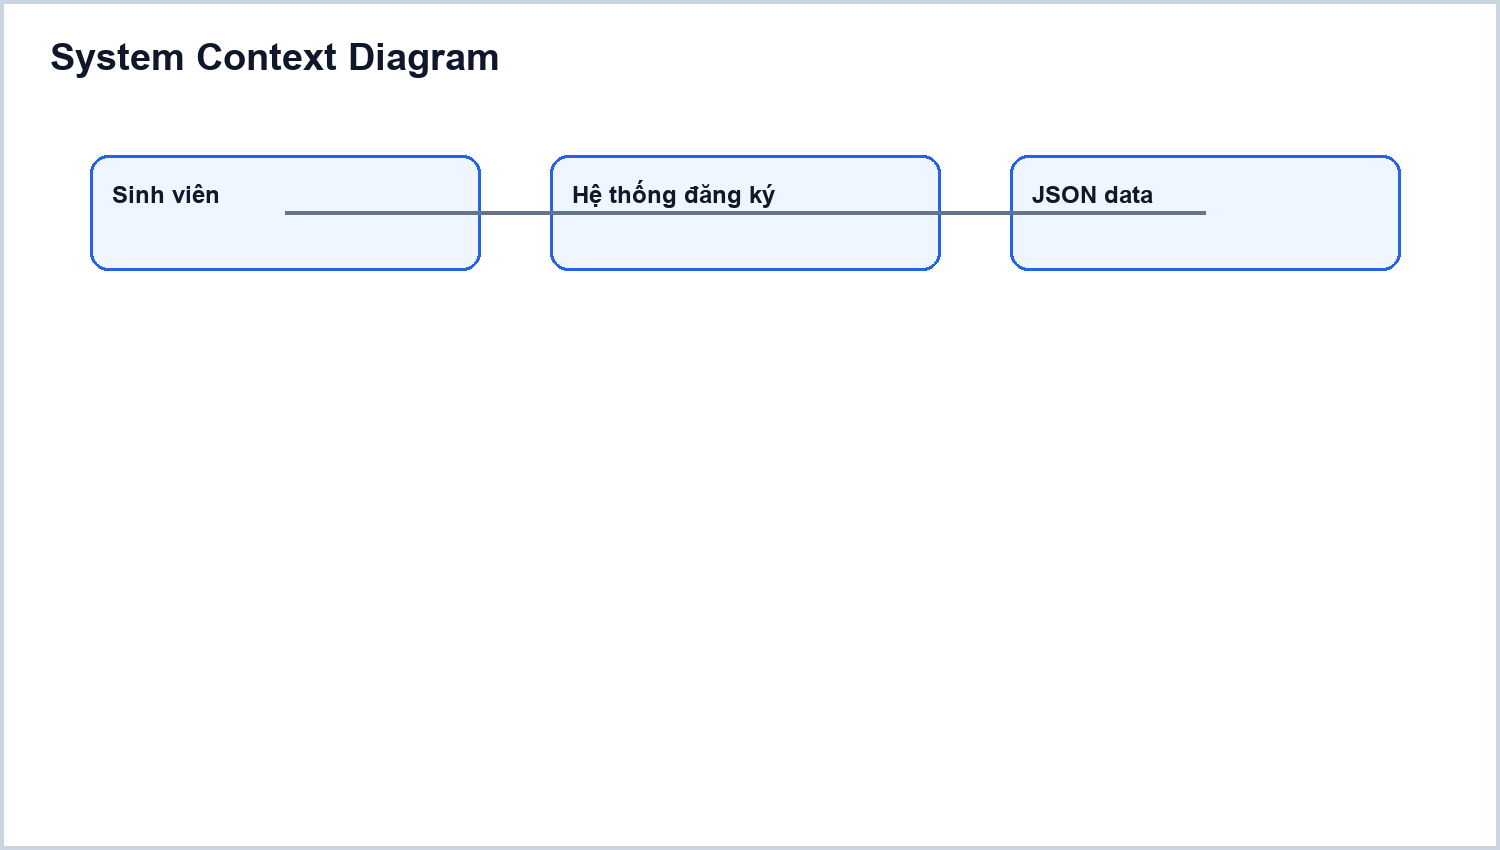 System Context Diagram
Sinh viên
Hệ thống đăng ký
JSON data